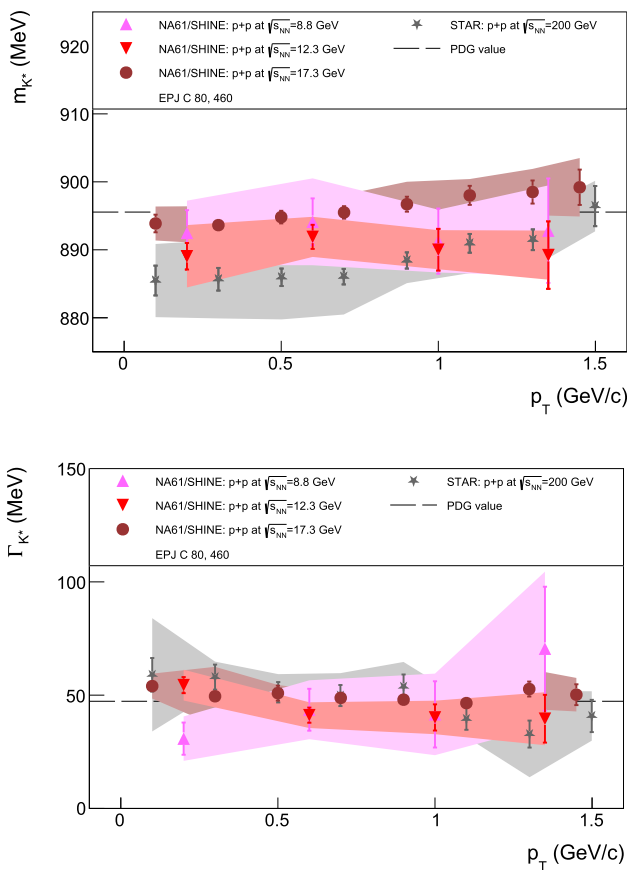 m_K* (MeV)
920
910
900
890
880
NA61/SHINE: p+p at √s_NN=8.8 GeV
NA61/SHINE: p+p at √s_NN=12.3 GeV
NA61/SHINE: p+p at √s_NN=17.3 GeV
EPJ C 80, 460
STAR: p+p at √s_NN=200 GeV
PDG value
0 0.5 1 1.5
p_T (GeV/c)
Γ_K* (MeV)
150
100
50
0
NA61/SHINE: p+p at √s_NN=8.8 GeV
NA61/SHINE: p+p at √s_NN=12.3 GeV
NA61/SHINE: p+p at √s_NN=17.3 GeV
EPJ C 80, 460
STAR: p+p at √s_NN=200 GeV
PDG value
0 0.5 1 1.5
p_T (GeV/c)